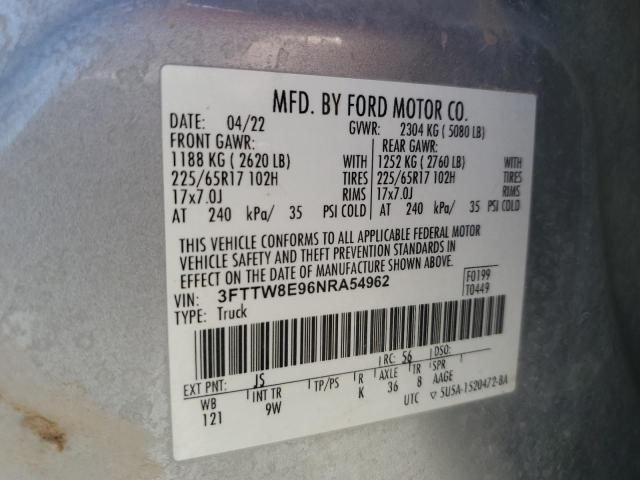 MFD. BY FORD MOTOR CO.
DATE: 04/22 GVWR: 2304 KG ( 5080 LB)
FRONT GAWR: REAR GAWR:
1188 KG ( 2620 LB) WITH 1252 KG ( 2760 LB) WITH
225/65R17 102H TIRES 225/65R17 102H TIRES
17x7.0J RIMS 17x7.0J RIMS
AT 240 kPa/ 35 PSI COLD AT 240 kPa/ 35 PSI COLD
THIS VEHICLE CONFORMS TO ALL APPLICABLE FEDERAL MOTOR
VEHICLE SAFETY AND THEFT PREVENTION STANDARDS IN
EFFECT ON THE DATE OF MANUFACTURE SHOWN ABOVE.
VIN: 3FTTW8E96NRA54962 F0199
TYPE: Truck T0449
EXT PNT: JS RC: 56 DSO:
WB INT TR TP/PS R AXLE TR SPR
121 9W K 36 8 AAGE
UTC ▽ 5U5A-1520472-BA